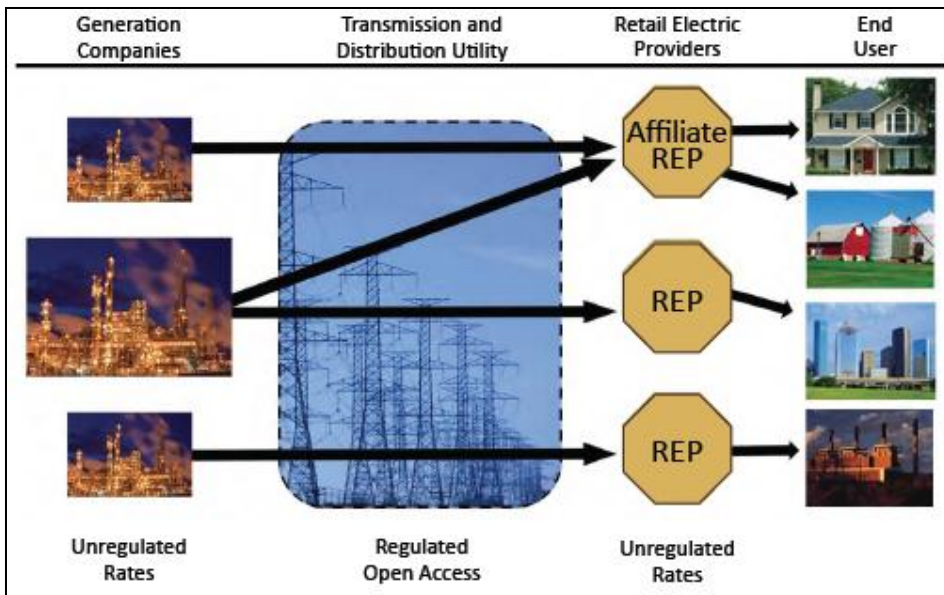 Generation
Companies
Transmission and
Distribution Utility
Retail Electric
Providers
End
User
Affiliate
REP
REP
REP
Unregulated
Rates
Regulated
Open Access
Unregulated
Rates